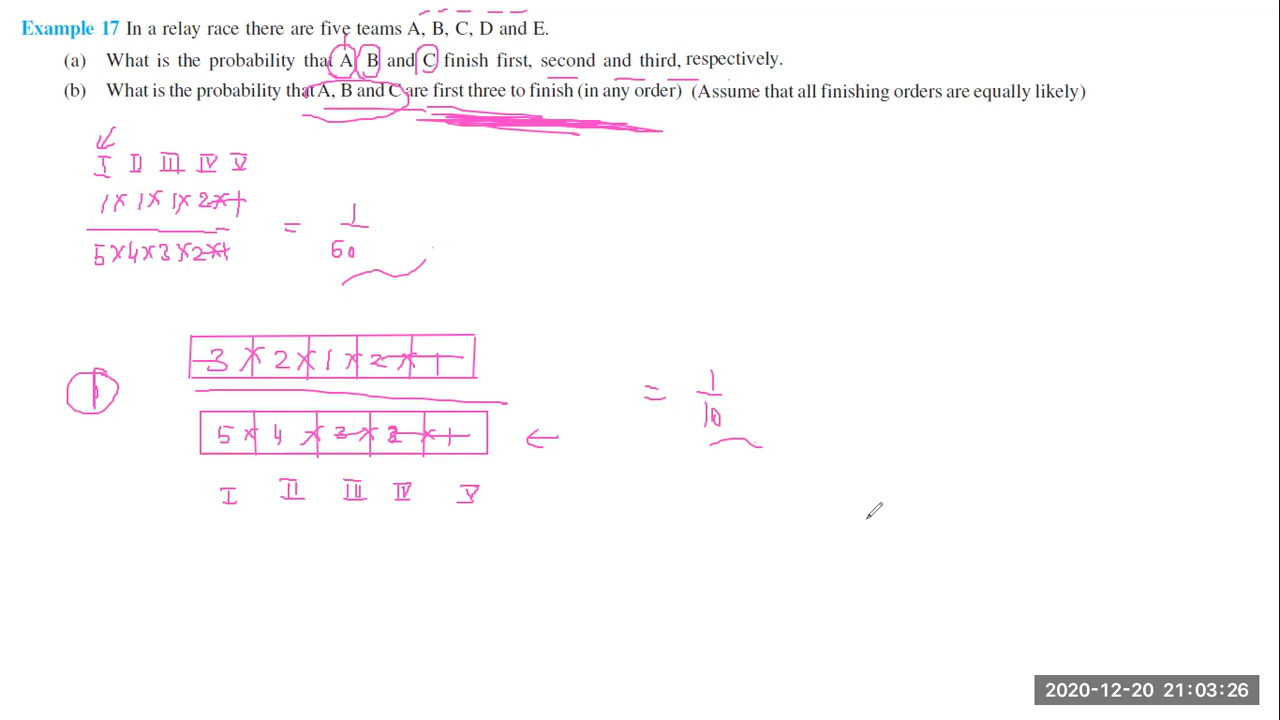 Example 17 In a relay race there are five teams A, B, C, D and E.
(a) What is the probability that A, B and C finish first, second and third, respectively.
(b) What is the probability that A, B and C are first three to finish (in any order) (Assume that all finishing orders are equally likely)
I II III IV V
1 × 1 × 1 × 2 × 1
5 × 4 × 3 × 2 × 1
= 1
60
3 × 2 × 1 × 2 × 1
b
5 × 4 × 3 × 2 × 1 ←
= 1
10
I II III IV V
2020-12-20 21:03:26